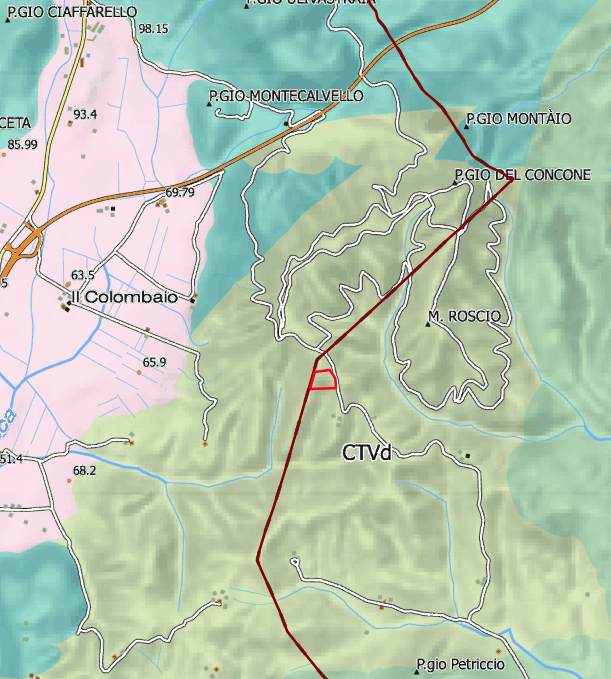 P.GIO CIAFFARELLO
98.15
P.GIO MONTECALVELLO
93.4
P.GIO MONTÀIO
CETA
85.99
P.GIO DEL CONCONE
69.79
63.5
5
Il Colombaio
M. ROSCIO
65.9
CTVd
51.4
68.2
P.gio Petriccio